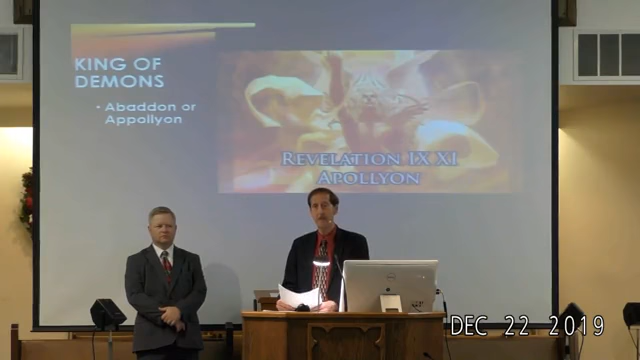 KING OF
DEMONS
• Abaddon or
Appollyon
REVELATION IX XI
APOLLYON
DEC 22 2019